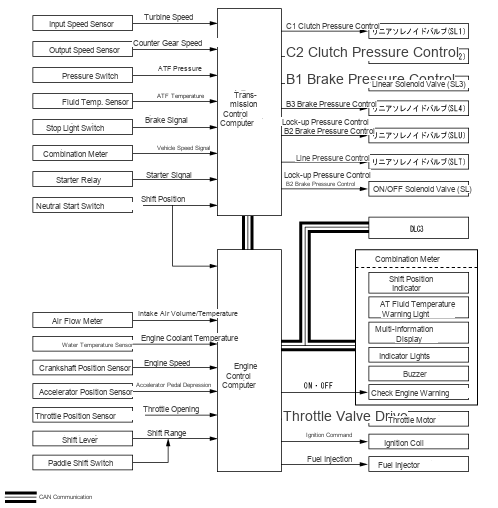 Input Speed Sensor
Turbine Speed
Output Speed Sensor
Counter Gear Speed
Pressure Switch
ATF Pressure
Fluid Temp. Sensor
ATF Temperature
Stop Light Switch
Brake Signal
Combination Meter
Vehicle Speed Signal
Starter Relay
Starter Signal
Neutral Start Switch
Shift Position
Trans-
mission
Control
Computer
C1 Clutch Pressure Control
リニアソレノイドバルブ(SL1)
C2 Clutch Pressure Control
B1 Brake Pressure Control
Linear Solenoid Valve (SL3)
B3 Brake Pressure Control
リニアソレノイドバルブ(SL4)
Lock-up Pressure Control
B2 Brake Pressure Control
リニアソレノイドバルブ(SLU)
Line Pressure Control
リニアソレノイドバルブ(SLT)
Lock-up Pressure Control
B2 Brake Pressure Control
ON/OFF Solenoid Valve (SL)
DLC3
Combination Meter
Shift Position
Indicator
AT Fluid Temperature
Warning Light
Multi-information
Display
Indicator Lights
Buzzer
Check Engine Warning
Air Flow Meter
Intake Air Volume/Temperature
Water Temperature Sensor
Engine Coolant Temperature
Crankshaft Position Sensor
Engine Speed
Accelerator Position Sensor
Accelerator Pedal Depression
Throttle Position Sensor
Throttle Opening
Shift Lever
Shift Range
Paddle Shift Switch
Engine
Control
Computer
ON・OFF
Throttle Valve Drive
Throttle Motor
Ignition Command
Ignition Coil
Fuel Injection
Fuel Injector
CAN Communication